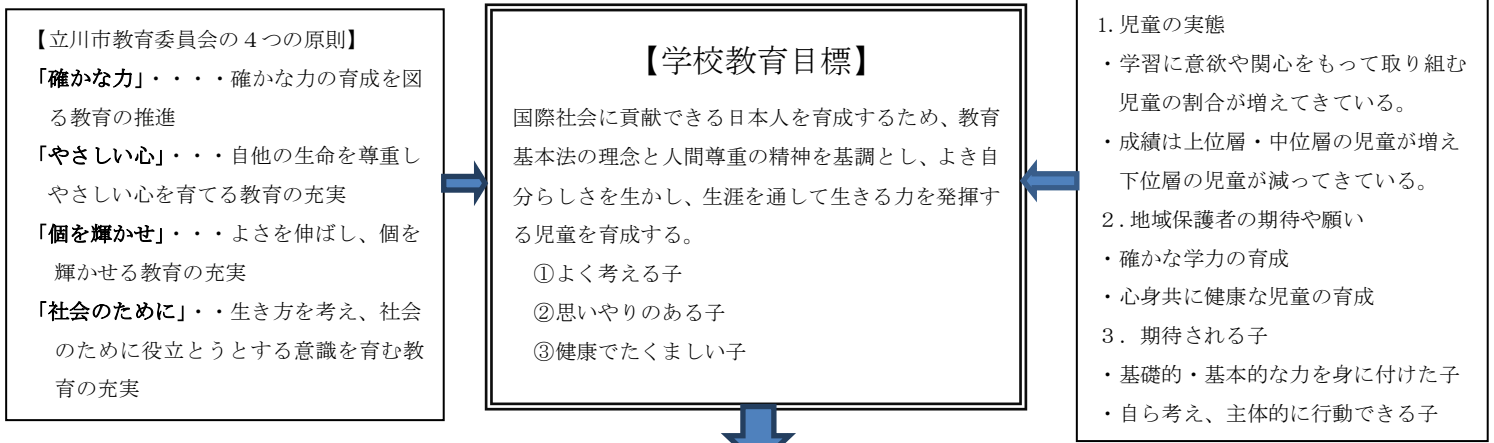 【立川市教育委員会の4つの原則】
「確かな力」・・・・確かな力の育成を図
る教育の推進
「やさしい心」・・・自他の生命を尊重し
やさしい心を育てる教育の充実
「個を輝かせ」・・・よさを伸ばし、個を
輝かせる教育の充実
「社会のために」・・生き方を考え、社会
のために役立とうとする意識を育む教
育の充実
【学校教育目標】
国際社会に貢献できる日本人を育成するため、教育
基本法の理念と人間尊重の精神を基調とし、よき自
分らしさを生かし、生涯を通して生きる力を発揮す
る児童を育成する。
①よく考える子
②思いやりのある子
③健康でたくましい子
1.児童の実態
・学習に意欲や関心をもって取り組む
児童の割合が増えてきている。
・成績は上位層・中位層の児童が増え
下位層の児童が減ってきている。
２.地域保護者の期待や願い
・確かな学力の育成
・心身共に健康な児童の育成
３．期待される子
・基礎的・基本的な力を身に付けた子
・自ら考え、主体的に行動できる子